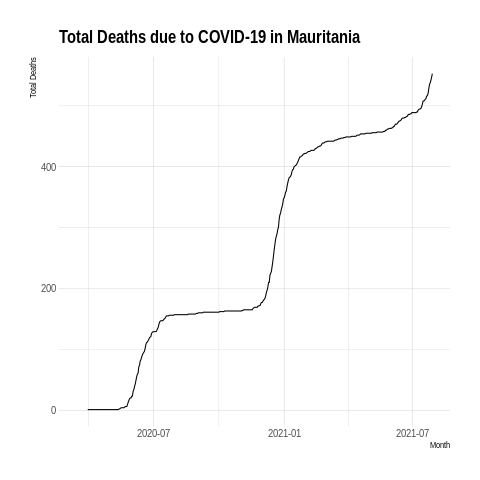 Total Deaths due to COVID-19 in Mauritania
Total Deaths
400
200
0
2020-07 2021-01 2021-07
Month